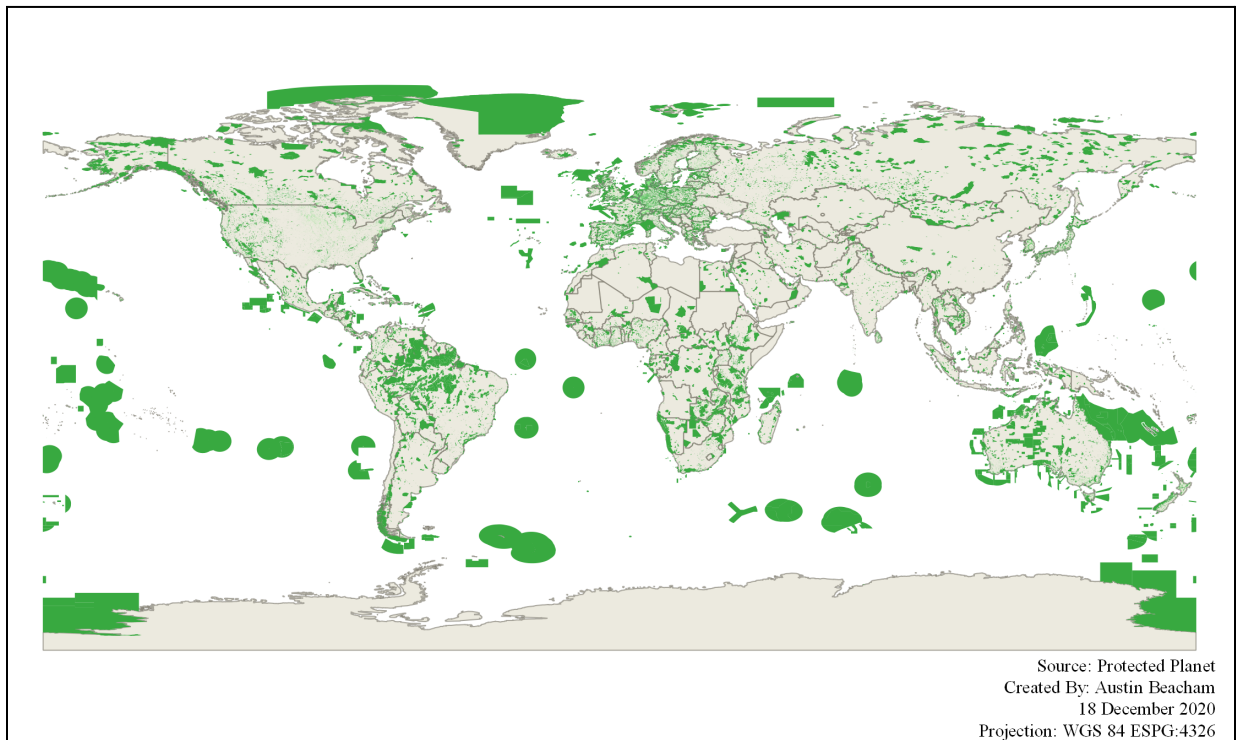 Source: Protected Planet
Created By: Austin Beacham
18 December 2020
Projection: WGS 84 ESPG:4326